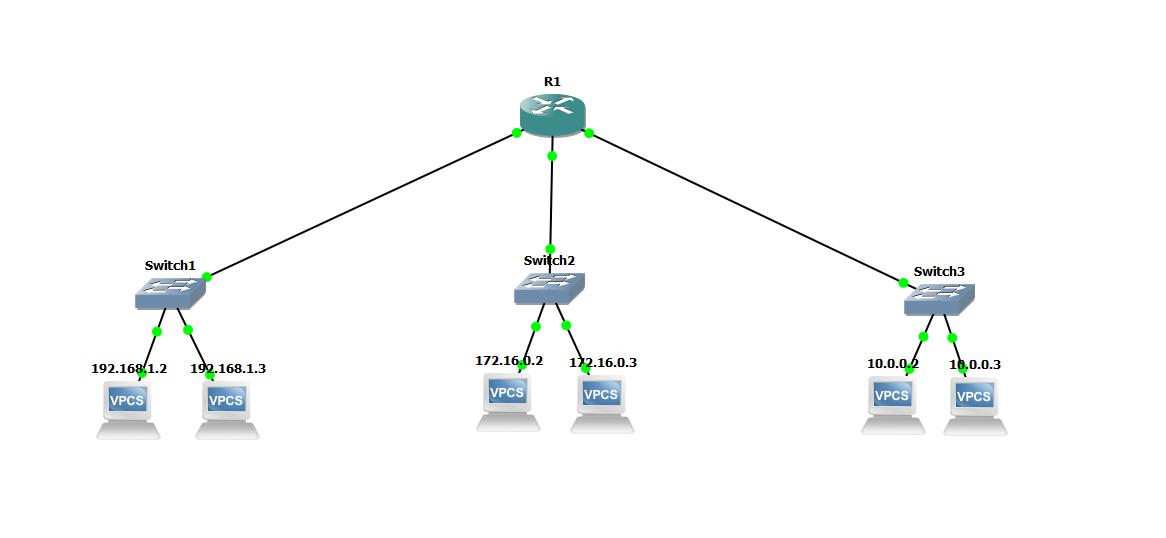 R1
Switch1
Switch2
Switch3
192.168.1.2
192.168.1.3
172.16.0.2
172.16.0.3
10.0.0.2
10.0.0.3
VPCS
VPCS
VPCS
VPCS
VPCS
VPCS